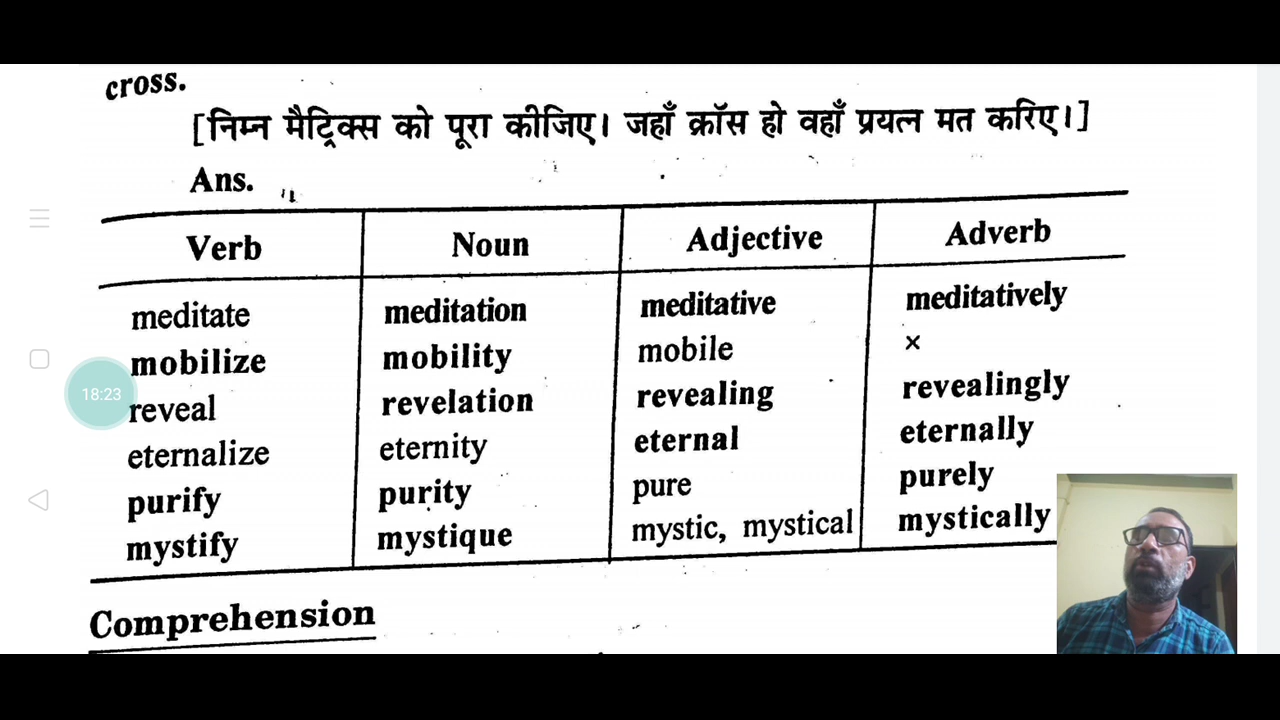 cross.
[निम्न मैट्रिक्स को पूरा कीजिए। जहाँ क्रॉस हो वहाँ प्रयत्न मत करिए।]
Ans.
Verb Noun Adjective Adverb
meditate meditation meditative meditatively
mobilize mobility mobile ×
reveal revelation revealing revealingly
eternalize eternity eternal eternally
purify purity pure purely
mystify mystique mystic, mystical mystically
18:23
Comprehension